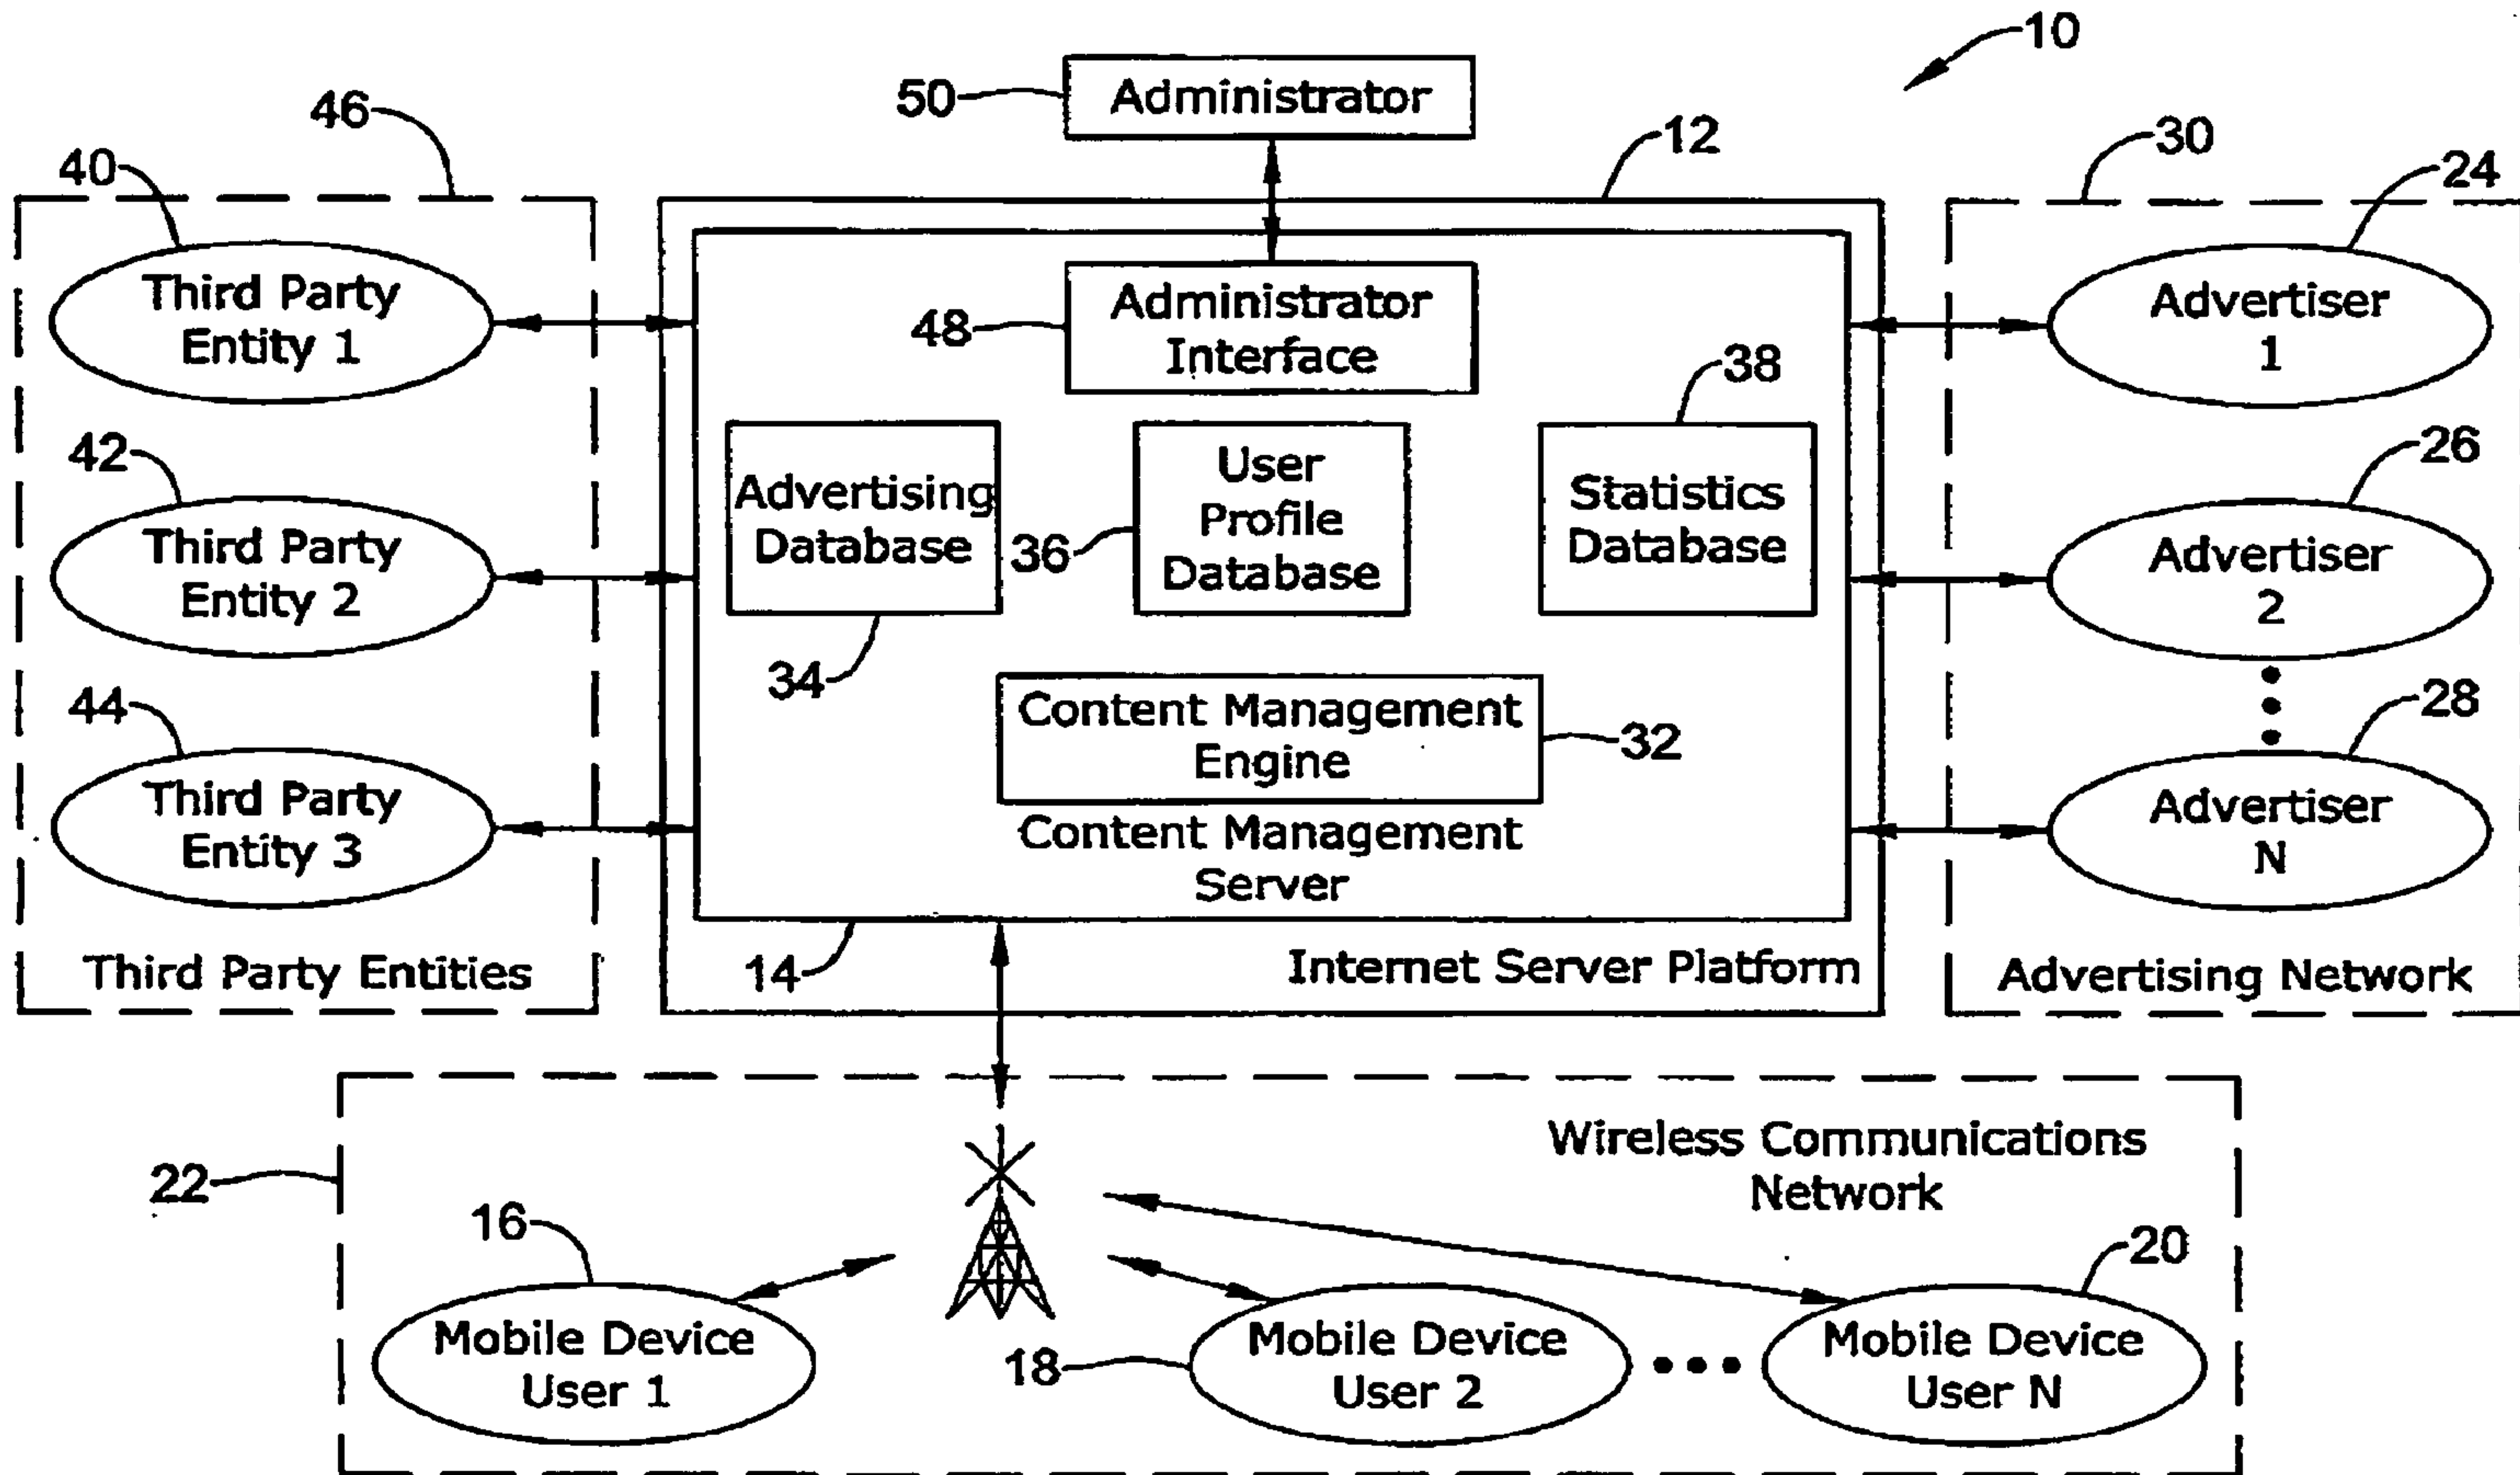 10
50
Administrator
46
12
30
40
24
Third Party
Entity 1
48
Administrator
Interface
38
Advertiser
1
42
26
Advertising
Database
36
User
Profile
Database
Statistics
Database
Third Party
Entity 2
Advertiser
2
34
44
28
Content Management
Engine
32
Third Party
Entity 3
Advertiser
N
Content Management
Server
14
Third Party Entities
Internet Server Platform
Advertising Network
Wireless Communications
Network
22
16
20
Mobile Device
User 1
18
Mobile Device
User 2
Mobile Device
User N